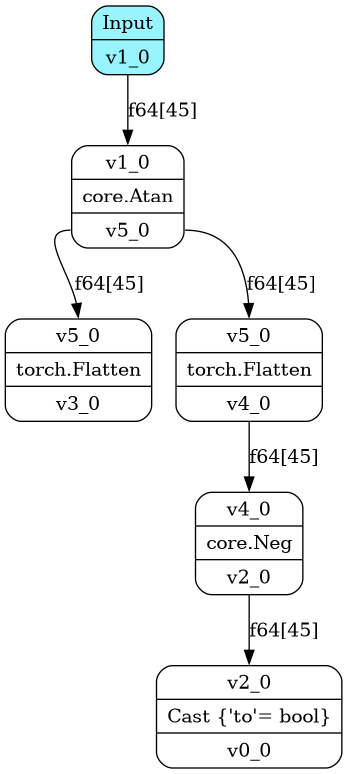 Input
v1_0
f64[45]
v1_0
core.Atan
v5_0
f64[45]
f64[45]
v5_0
torch.Flatten
v3_0
v5_0
torch.Flatten
v4_0
f64[45]
v4_0
core.Neg
v2_0
f64[45]
v2_0
Cast {'to'= bool}
v0_0